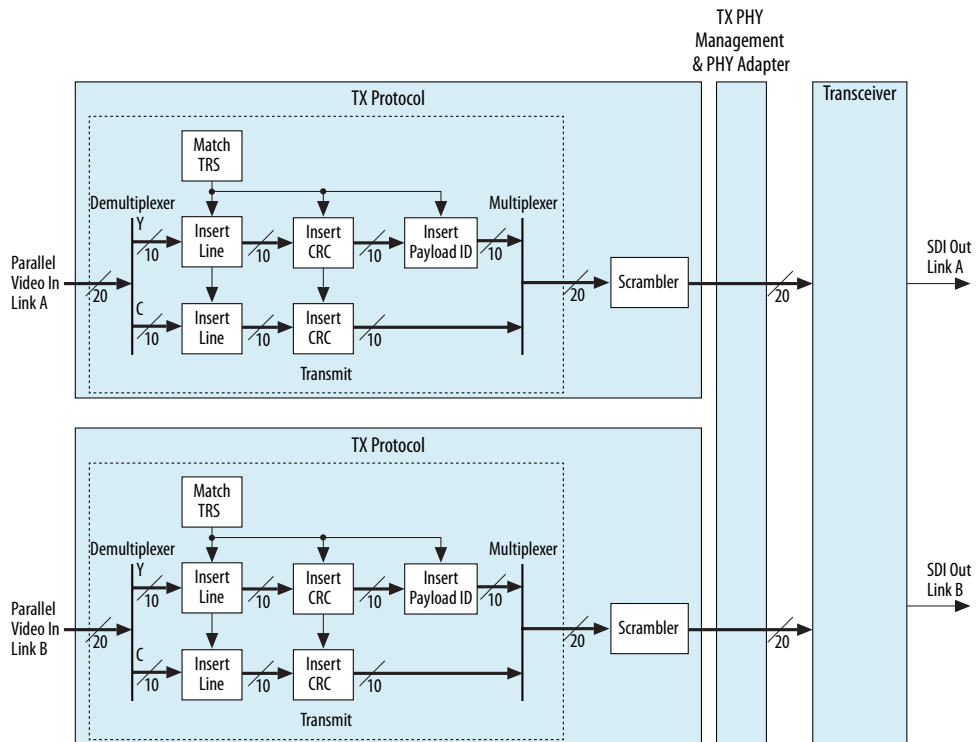 TX PHY
Management
& PHY Adapter
TX Protocol
Transceiver
Match
TRS
Demultiplexer
Multiplexer
Y
10
Insert
Line
10
Insert
CRC
10
Insert
Payload ID
10
Parallel
Video In
Link A
20
20
Scrambler
20
SDI Out
Link A
C
10
Insert
Line
10
Insert
CRC
10
Transmit
TX Protocol
Match
TRS
Demultiplexer
Multiplexer
Y
10
Insert
Line
10
Insert
CRC
10
Insert
Payload ID
10
SDI Out
Link B
Parallel
Video In
Link B
20
20
Scrambler
20
C
10
Insert
Line
10
Insert
CRC
10
Transmit